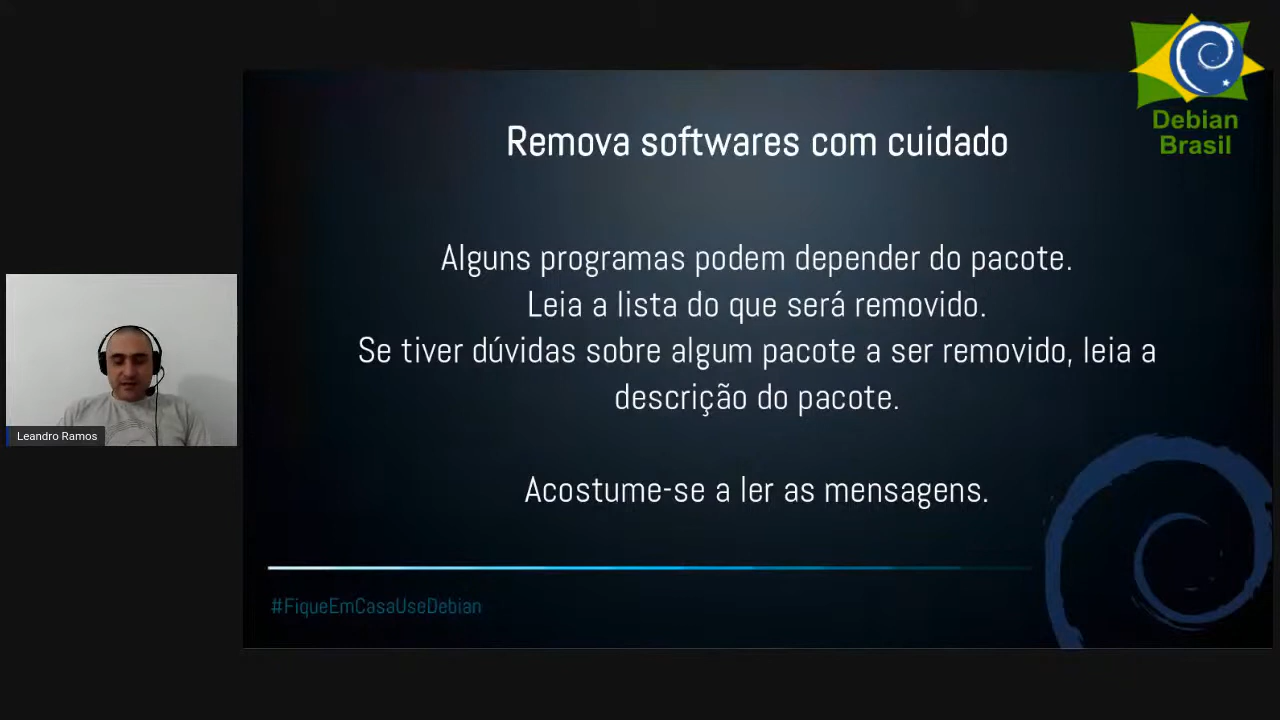 Debian
Brasil
Remova softwares com cuidado
Alguns programas podem depender do pacote.
Leia a lista do que será removido.
Se tiver dúvidas sobre algum pacote a ser removido, leia a
descrição do pacote.
Acostume-se a ler as mensagens.
Leandro Ramos
#FiqueEmCasaUseDebian